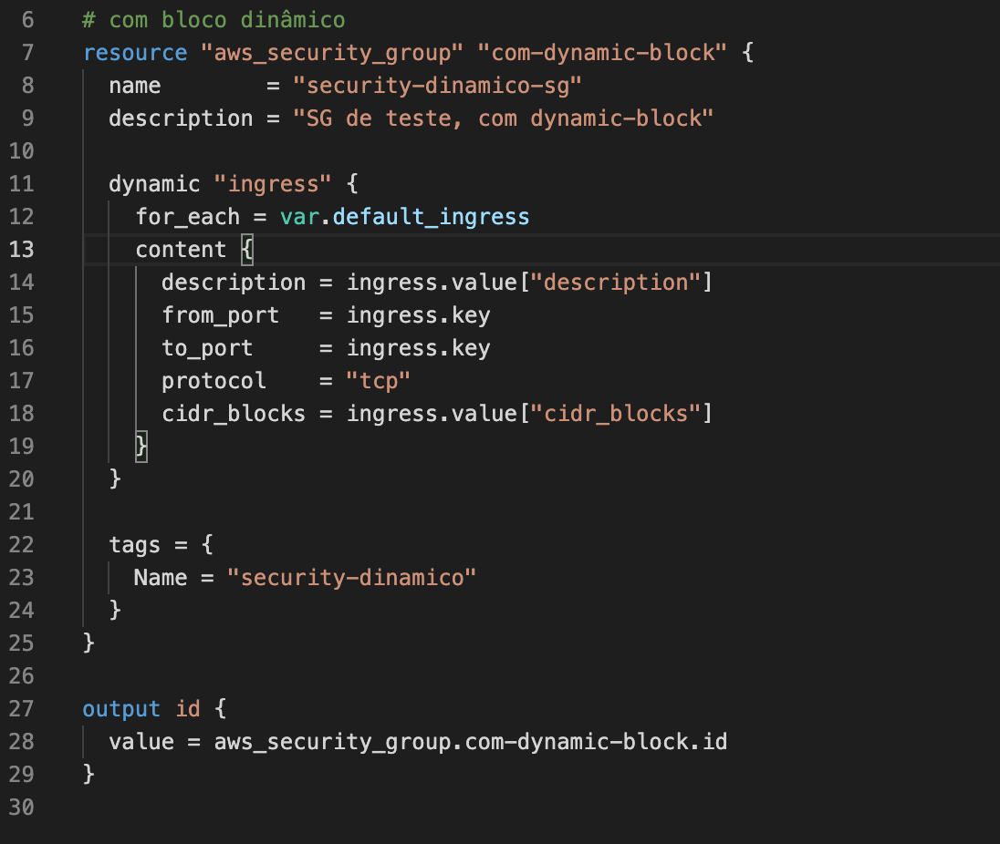 6 # com bloco dinâmico
7 resource "aws_security_group" "com-dynamic-block" {
8   name        = "security-dinamico-sg"
9   description = "SG de teste, com dynamic-block"
10
11   dynamic "ingress" {
12     for_each = var.default_ingress
13     content {
14       description = ingress.value["description"]
15       from_port   = ingress.key
16       to_port     = ingress.key
17       protocol    = "tcp"
18       cidr_blocks = ingress.value["cidr_blocks"]
19     }
20   }
21
22   tags = {
23     Name = "security-dinamico"
24   }
25 }
26
27 output id {
28   value = aws_security_group.com-dynamic-block.id
29 }
30